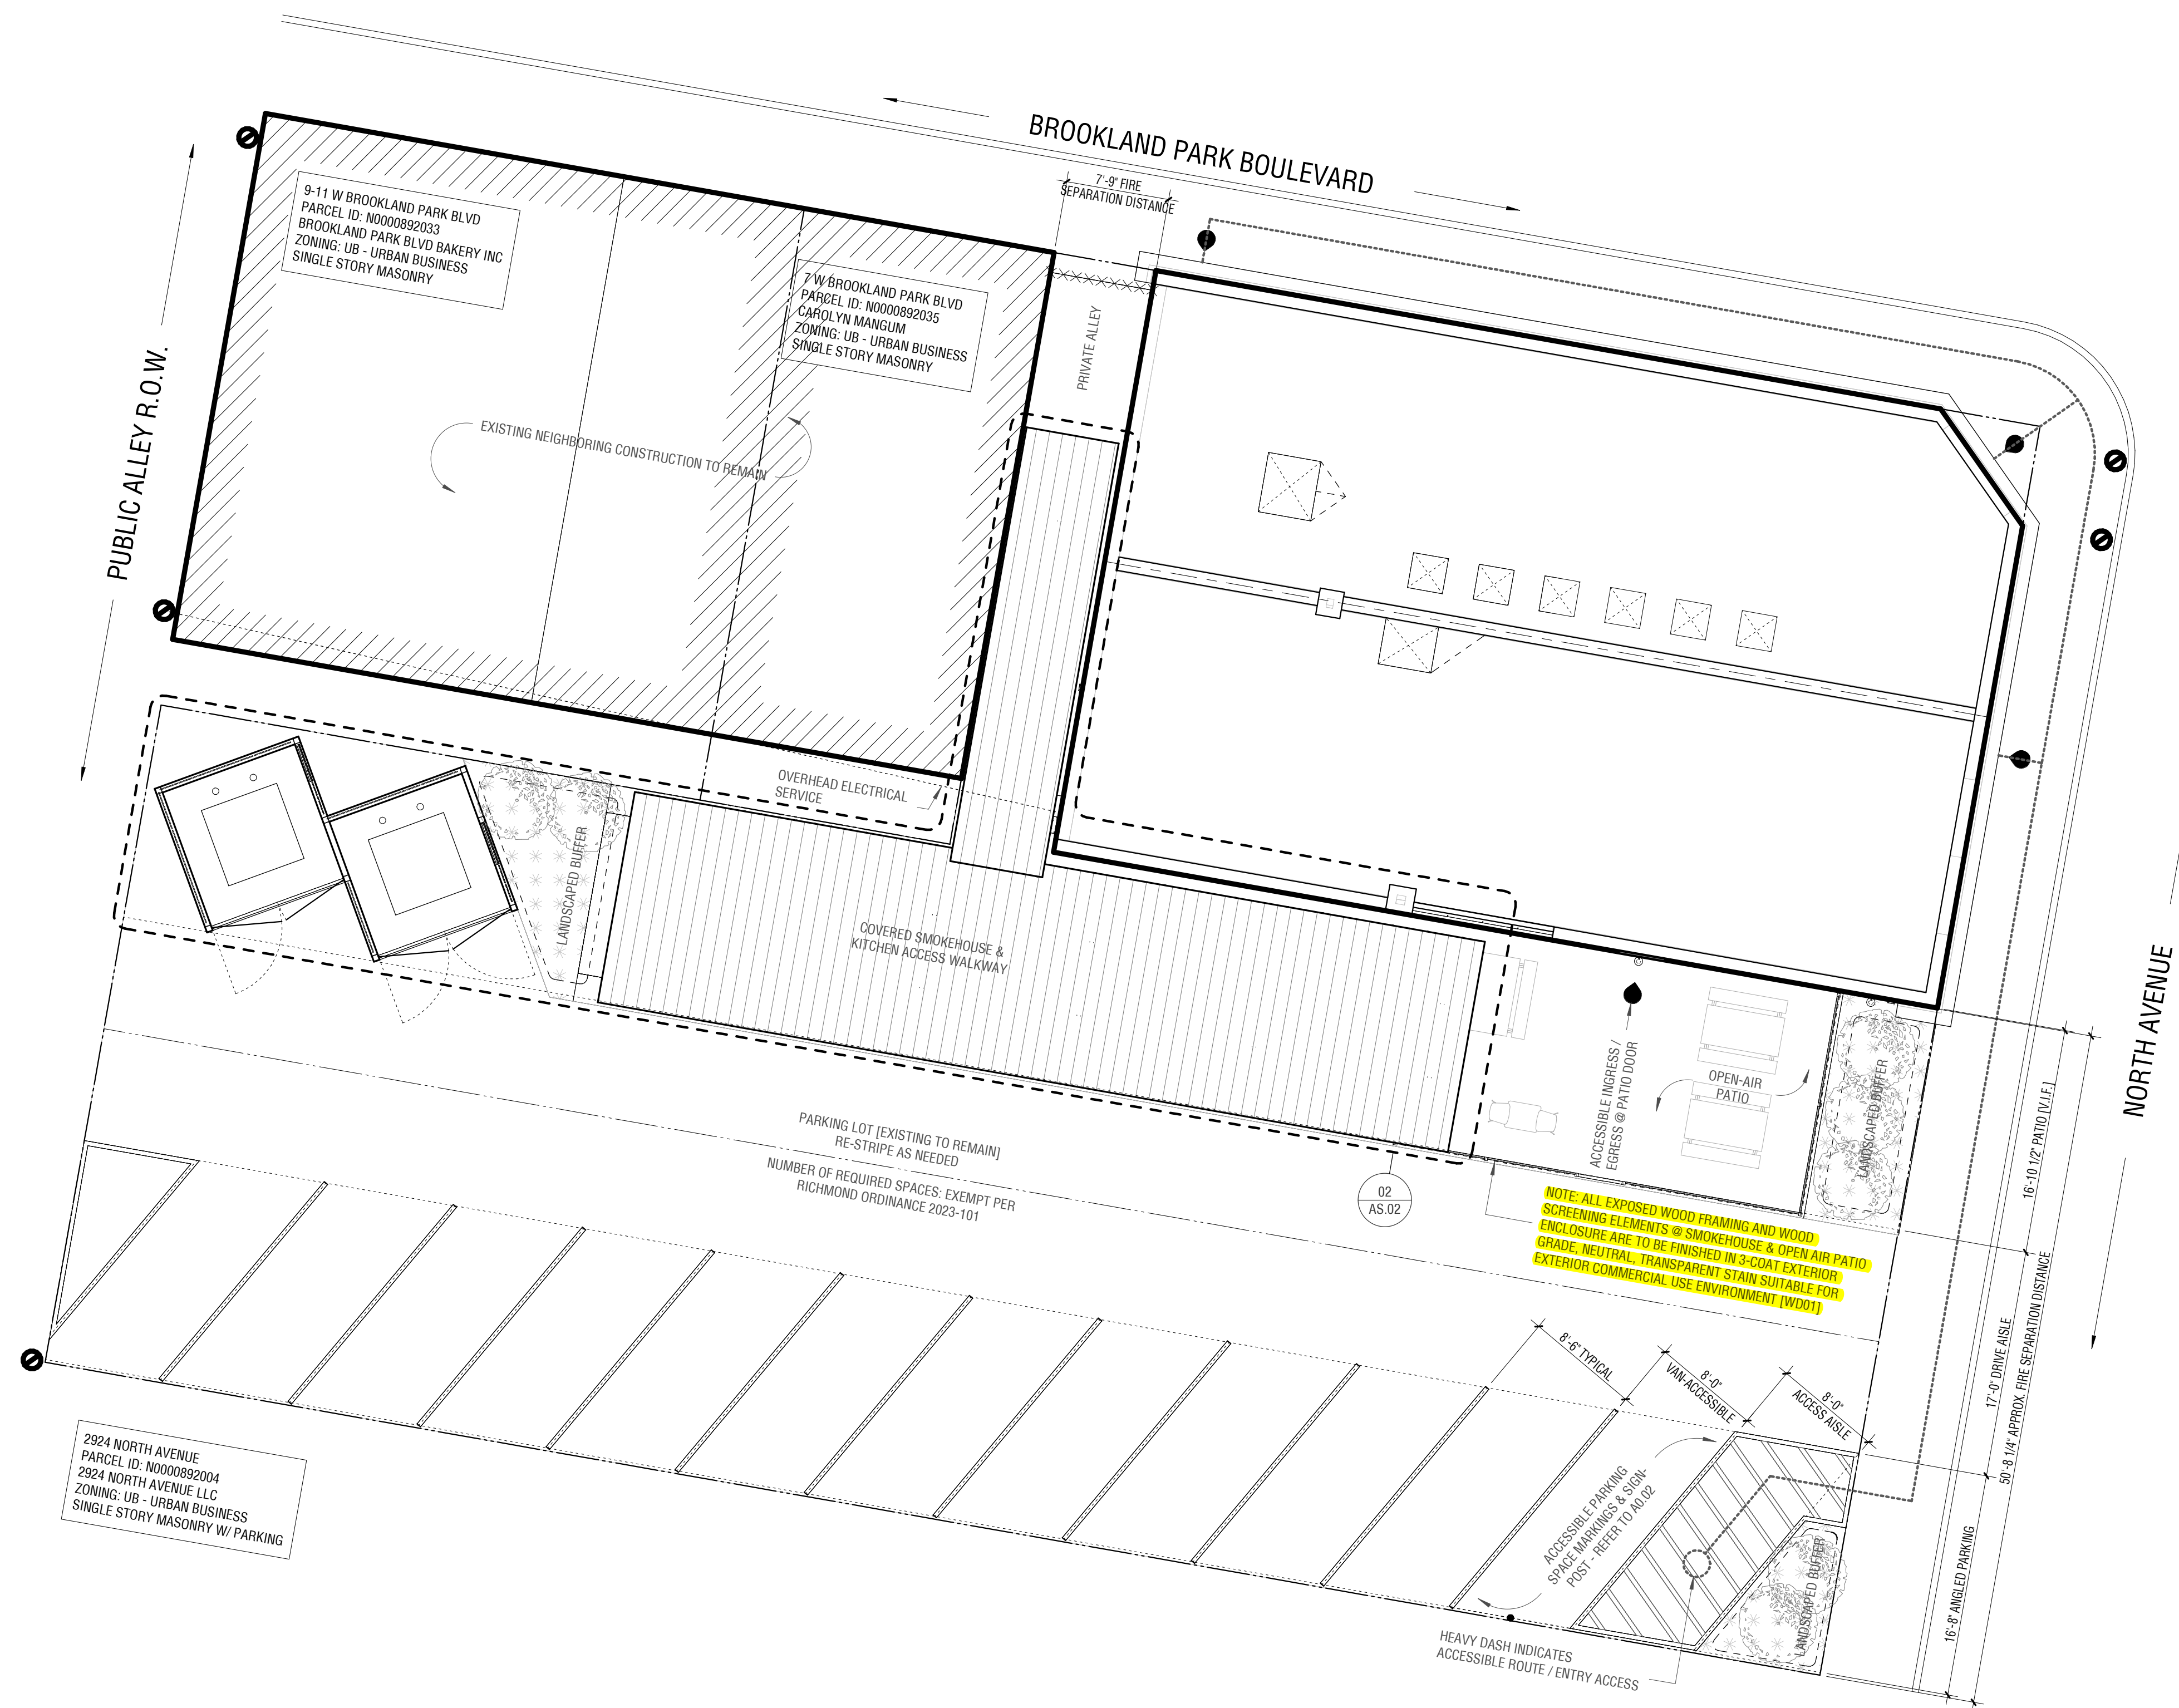 BROOKLAND PARK BOULEVARD
7'-9" FIRE
SEPARATION DISTANCE
9-11 W BROOKLAND PARK BLVD
PARCEL ID: N0000892033
BROOKLAND PARK BLVD BAKERY INC
ZONING: UB - URBAN BUSINESS
SINGLE STORY MASONRY
7 W BROOKLAND PARK BLVD
PARCEL ID: N0000892035
CAROLYN MANGUM
ZONING: UB - URBAN BUSINESS
SINGLE STORY MASONRY
PRIVATE ALLEY
PUBLIC ALLEY R.O.W.
EXISTING NEIGHBORING CONSTRUCTION TO REMAIN
OVERHEAD ELECTRICAL
SERVICE
LANDSCAPED BUFFER
COVERED SMOKEHOUSE &
KITCHEN ACCESS WALKWAY
ACCESSIBLE INGRESS /
EGRESS @ PATIO DOOR
OPEN-AIR
PATIO
LANDSCAPED BUFFER
NORTH AVENUE
16'-10 1/2" PATIO [V.I.F.]
PARKING LOT [EXISTING TO REMAIN]
RE-STRIPE AS NEEDED
NUMBER OF REQUIRED SPACES: EXEMPT PER
RICHMOND ORDINANCE 2023-101
02
AS.02
NOTE: ALL EXPOSED WOOD FRAMING AND WOOD
SCREENING ELEMENTS @ SMOKEHOUSE & OPEN AIR PATIO
ENCLOSURE ARE TO BE FINISHED IN 3-COAT EXTERIOR
GRADE, NEUTRAL, TRANSPARENT STAIN SUITABLE FOR
EXTERIOR COMMERCIAL USE ENVIRONMENT [WD01]
17'-0" DRIVE AISLE
50'-8 1/4" APPROX. FIRE SEPARATION DISTANCE
8'-6" TYPICAL
8'-0"
VAN-ACCESSIBLE
8'-0"
ACCESS AISLE
2924 NORTH AVENUE
PARCEL ID: N0000892004
2924 NORTH AVENUE LLC
ZONING: UB - URBAN BUSINESS
SINGLE STORY MASONRY W/ PARKING
ACCESSIBLE PARKING
SPACE MARKINGS & SIGN-
POST - REFER TO A0.02
LANDSCAPED BUFFER
16'-8" ANGLED PARKING
HEAVY DASH INDICATES
ACCESSIBLE ROUTE / ENTRY ACCESS